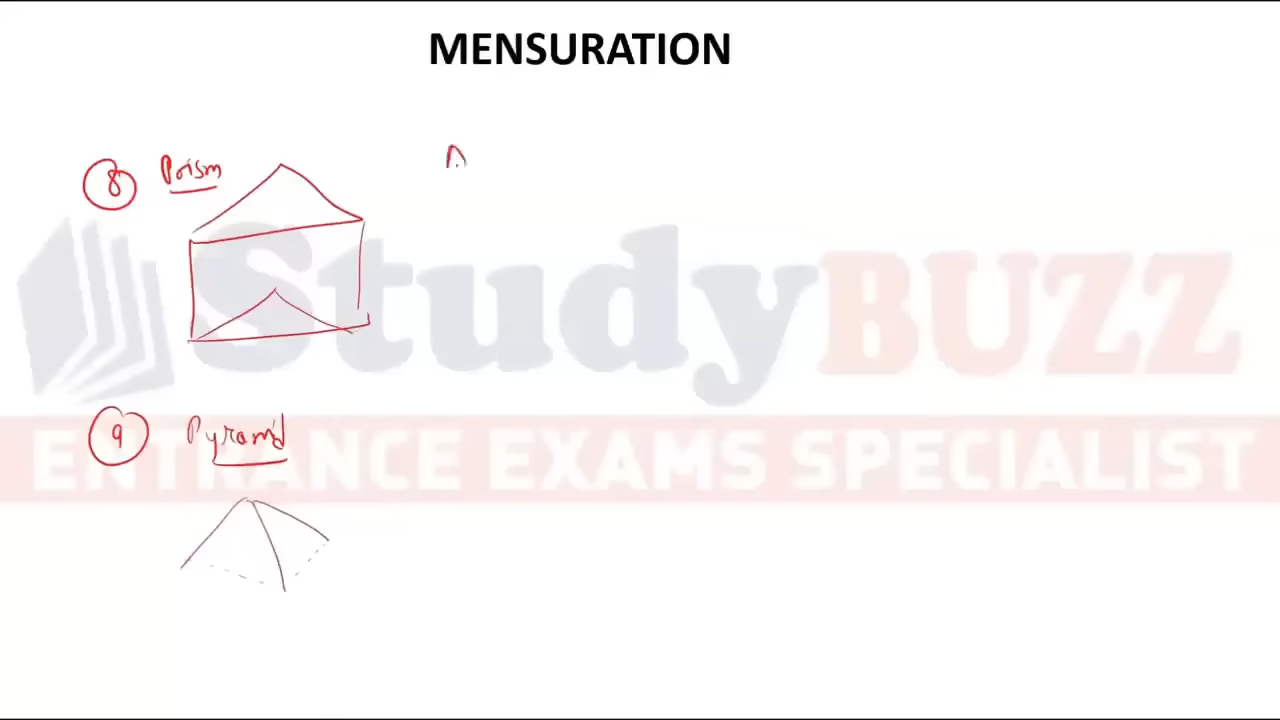 MENSURATION
8 Prism
A
StudyBUZZ
9 Pyramid
ENTRANCE EXAMS SPECIALIST